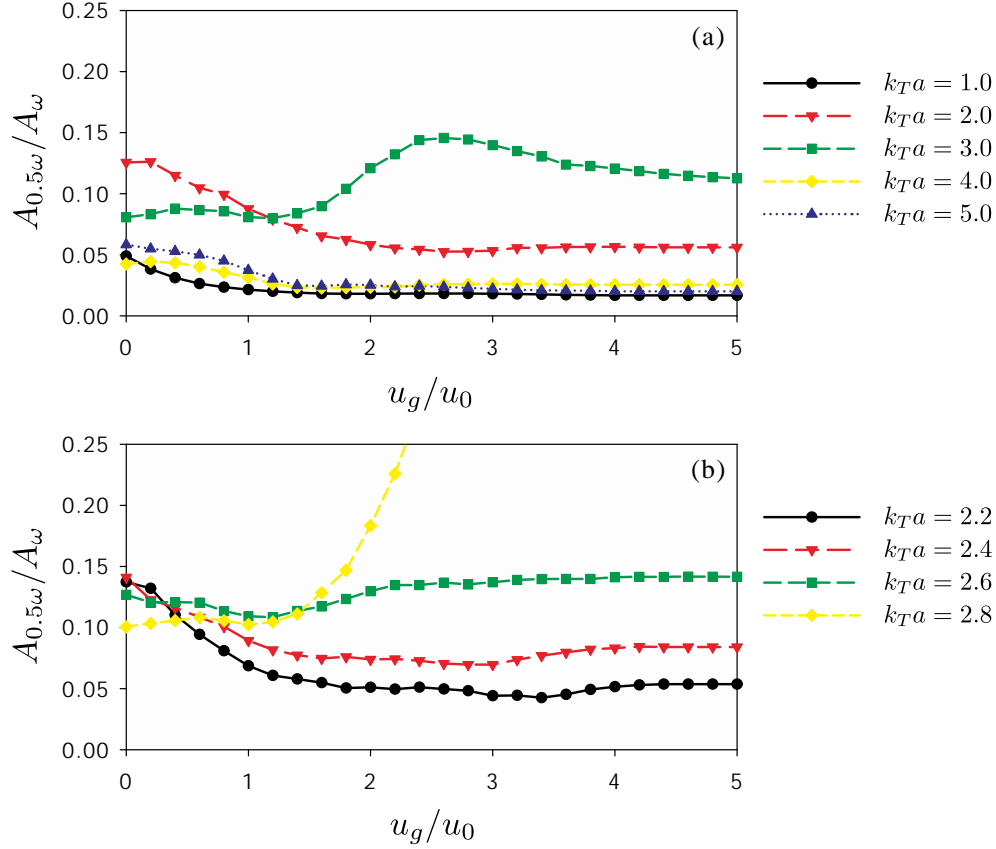 0.25
0.20
0.15
0.10
0.05
0.00
A_{0.5ω}/A_ω
(a)
0 1 2 3 4 5
u_g/u_0
k_T a = 1.0
k_T a = 2.0
k_T a = 3.0
k_T a = 4.0
k_T a = 5.0
0.25
0.20
0.15
0.10
0.05
0.00
A_{0.5ω}/A_ω
(b)
0 1 2 3 4 5
u_g/u_0
k_T a = 2.2
k_T a = 2.4
k_T a = 2.6
k_T a = 2.8